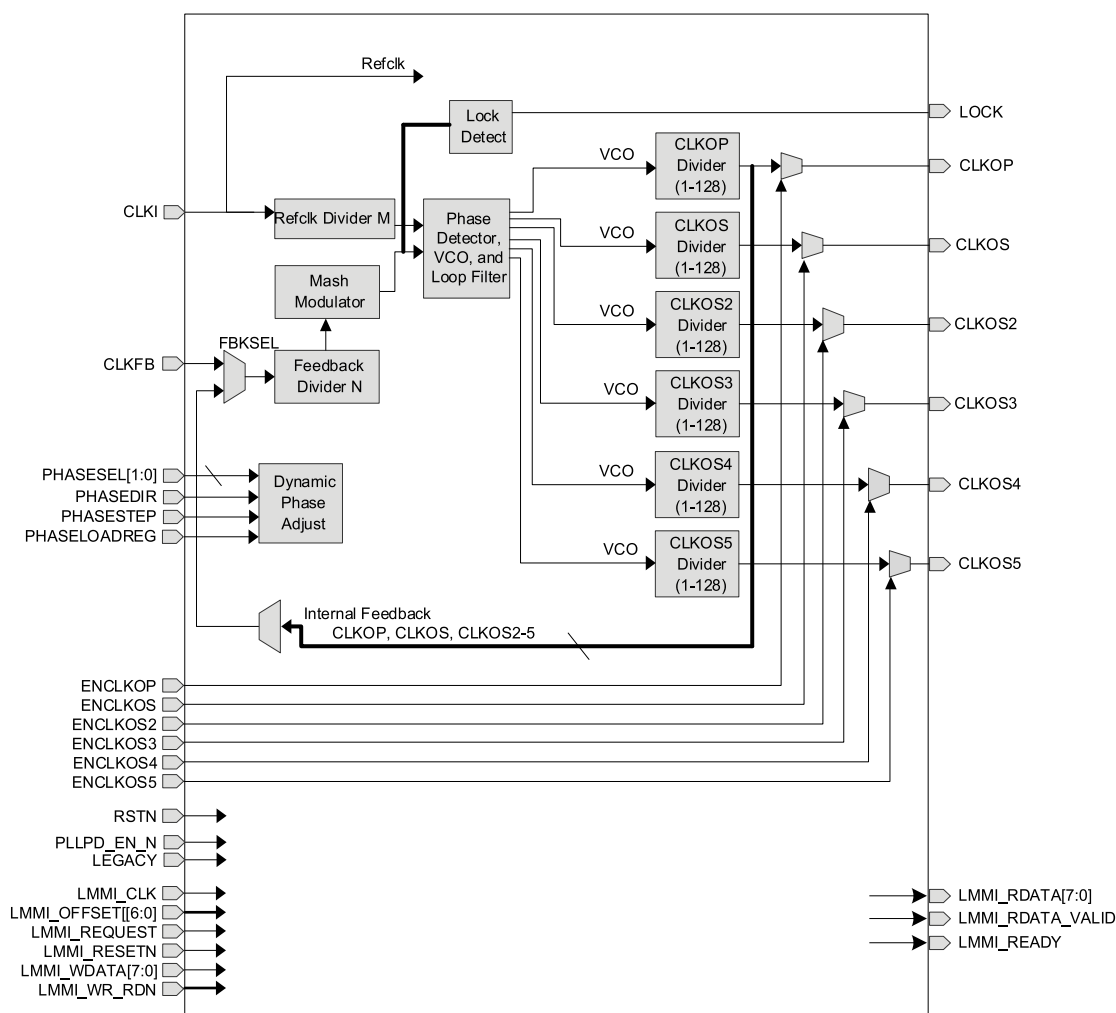 Refclk
Lock
Detect
LOCK
VCO
CLKOP
Divider
(1-128)
CLKOP
CLKI
Refclk Divider M
Phase
Detector,
VCO, and
Loop Filter
VCO
CLKOS
Divider
(1-128)
CLKOS
Mash
Modulator
VCO
CLKOS2
Divider
(1-128)
CLKOS2
FBKSEL
CLKFB
Feedback
Divider N
VCO
CLKOS3
Divider
(1-128)
CLKOS3
PHASESEL[1:0]
PHASEDIR
PHASESTEP
PHASELOADREG
Dynamic
Phase
Adjust
VCO
CLKOS4
Divider
(1-128)
CLKOS4
VCO
CLKOS5
Divider
(1-128)
CLKOS5
Internal Feedback
CLKOP, CLKOS, CLKOS2-5
ENCLKOP
ENCLKOS
ENCLKOS2
ENCLKOS3
ENCLKOS4
ENCLKOS5
RSTN
PLLPD_EN_N
LEGACY
LMMI_CLK
LMMI_OFFSET[[6:0]
LMMI_REQUEST
LMMI_RESETN
LMMI_WDATA[7:0]
LMMI_WR_RDN
LMMI_RDATA[7:0]
LMMI_RDATA_VALID
LMMI_READY